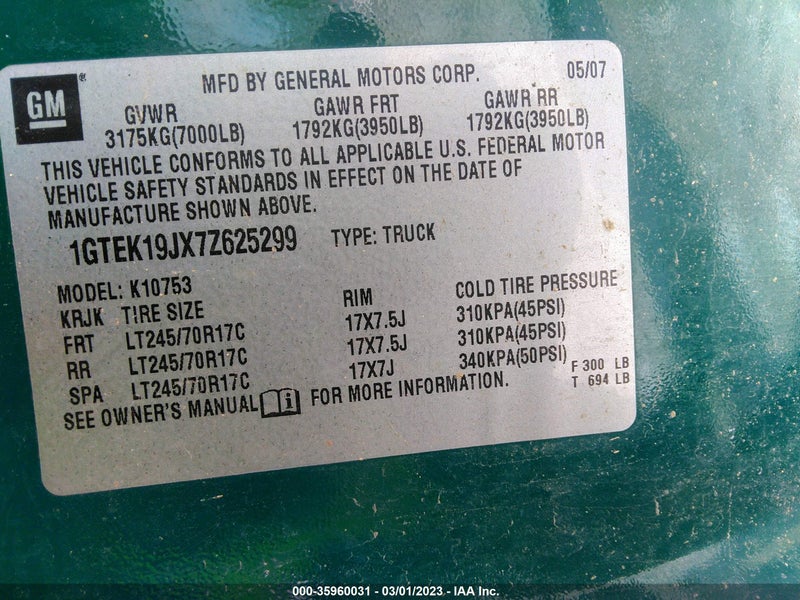 GM® MFD BY GENERAL MOTORS CORP. 05/07
GVWR GAWR FRT GAWR RR
3175KG(7000LB) 1792KG(3950LB) 1792KG(3950LB)
THIS VEHICLE CONFORMS TO ALL APPLICABLE U.S. FEDERAL MOTOR
VEHICLE SAFETY STANDARDS IN EFFECT ON THE DATE OF
MANUFACTURE SHOWN ABOVE.
1GTEK19JX7Z625299 TYPE: TRUCK
MODEL: K10753
KRJK TIRE SIZE RIM COLD TIRE PRESSURE
FRT LT245/70R17C 17X7.5J 310KPA(45PSI)
RR LT245/70R17C 17X7.5J 310KPA(45PSI)
SPA LT245/70R17C 17X7J 340KPA(50PSI)
F 300 LB
T 694 LB
SEE OWNER'S MANUAL i FOR MORE INFORMATION.
000-35960031 - 03/01/2023 - IAA Inc.